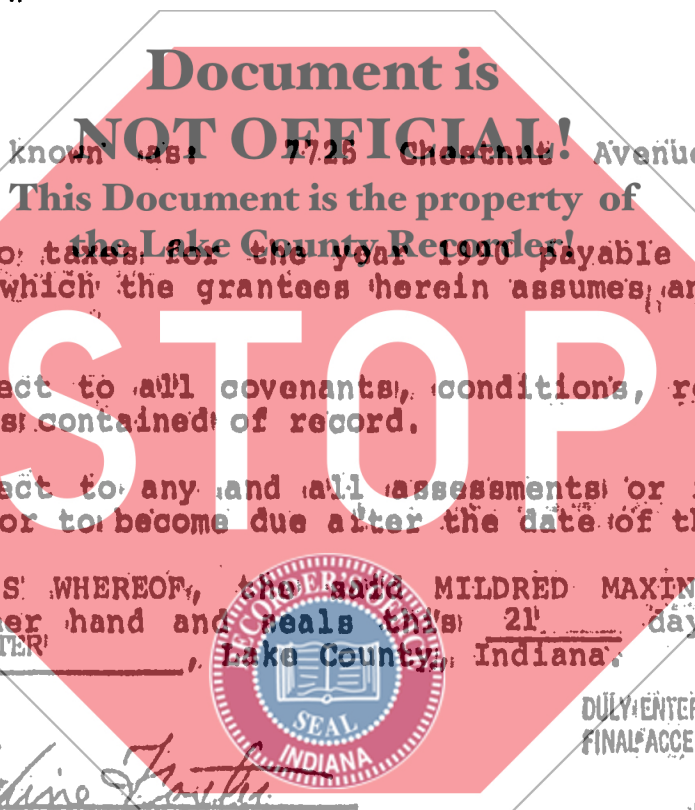 Document is
NOT OFFICIAL!
known as: 7725 Chestnut Avenue
This Document is the property of
the Lake County Recorder!
o taxes for the year 1990 payable
which the grantees herein assumes an
STOP
ect to all covenants, conditions, r
s contained of record.
ect to any and all assessments or
or to become due after the date of th
S WHEREOF, the said MILDRED MAXIN
er hand and seals this 21 day
TER, Lake County, Indiana.
RECORDER OF
SEAL
INDIANA
DULY ENTER
FINAL ACCE